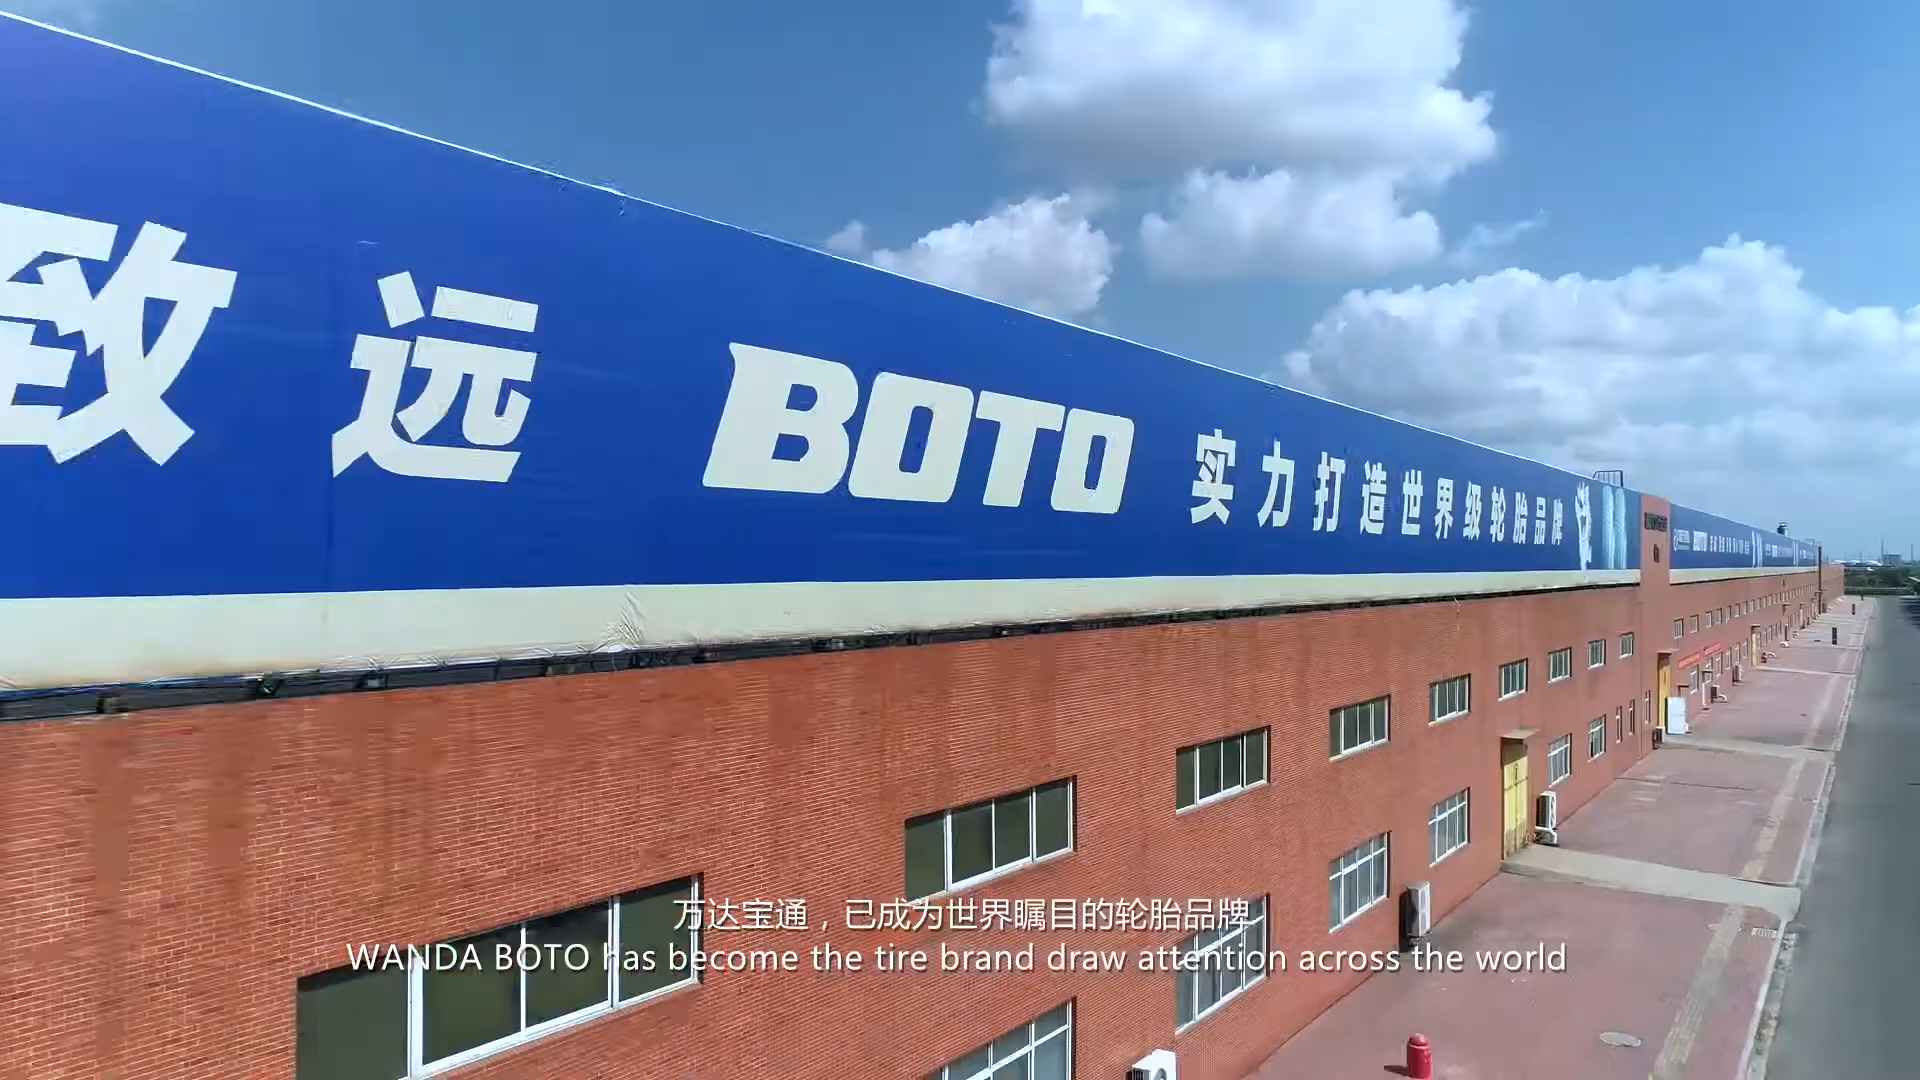 致远 BOTO 实力打造世界级轮胎品牌
BOTO
万达宝通，已成为世界瞩目的轮胎品牌
WANDA BOTO has become the tire brand draw attention across the world